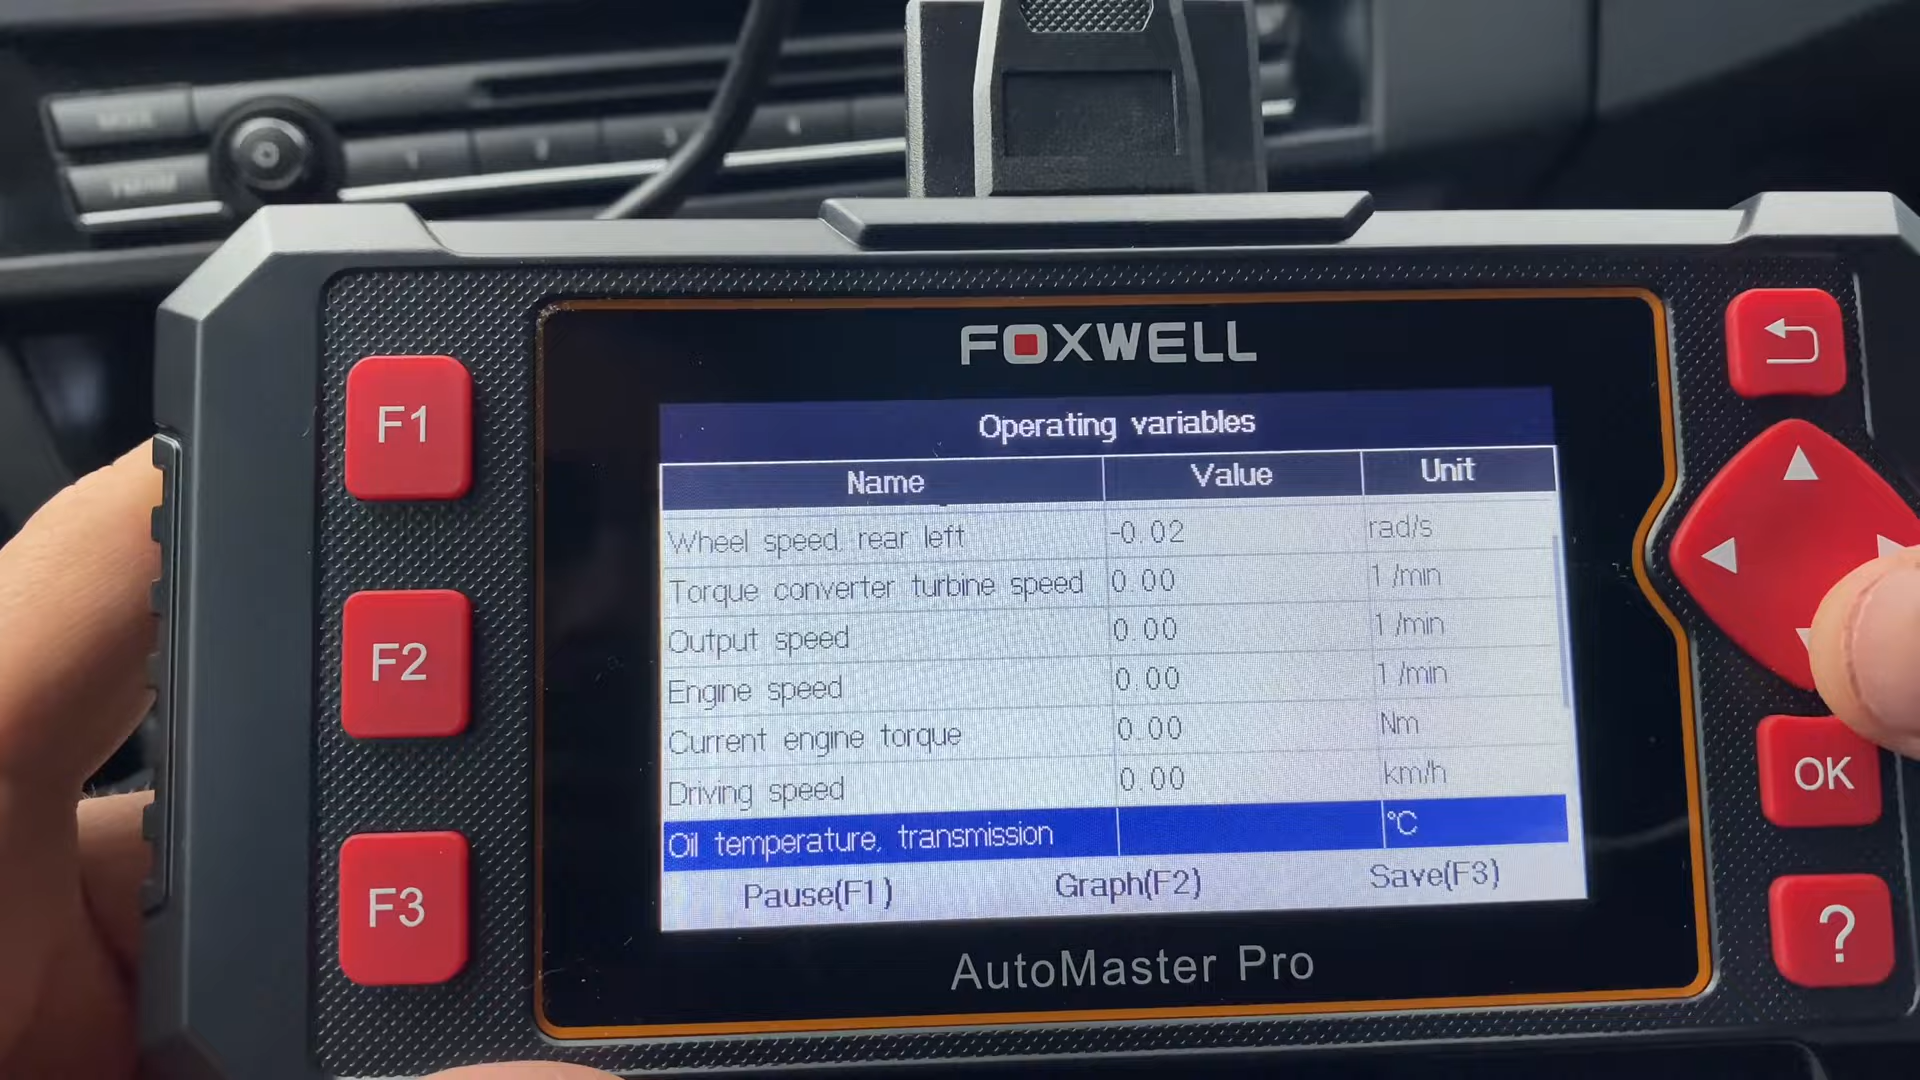 FOXWELL
Operating variables
Name Value Unit
Wheel speed, rear left -0.02 rad/s
Torque converter turbine speed 0.00 1/min
Output speed 0.00 1/min
Engine speed 0.00 1/min
Current engine torque 0.00 Nm
Driving speed 0.00 km/h
Oil temperature, transmission °C
Pause(F1) Graph(F2) Save(F3)
AutoMaster Pro
F1
F2
F3
OK
?